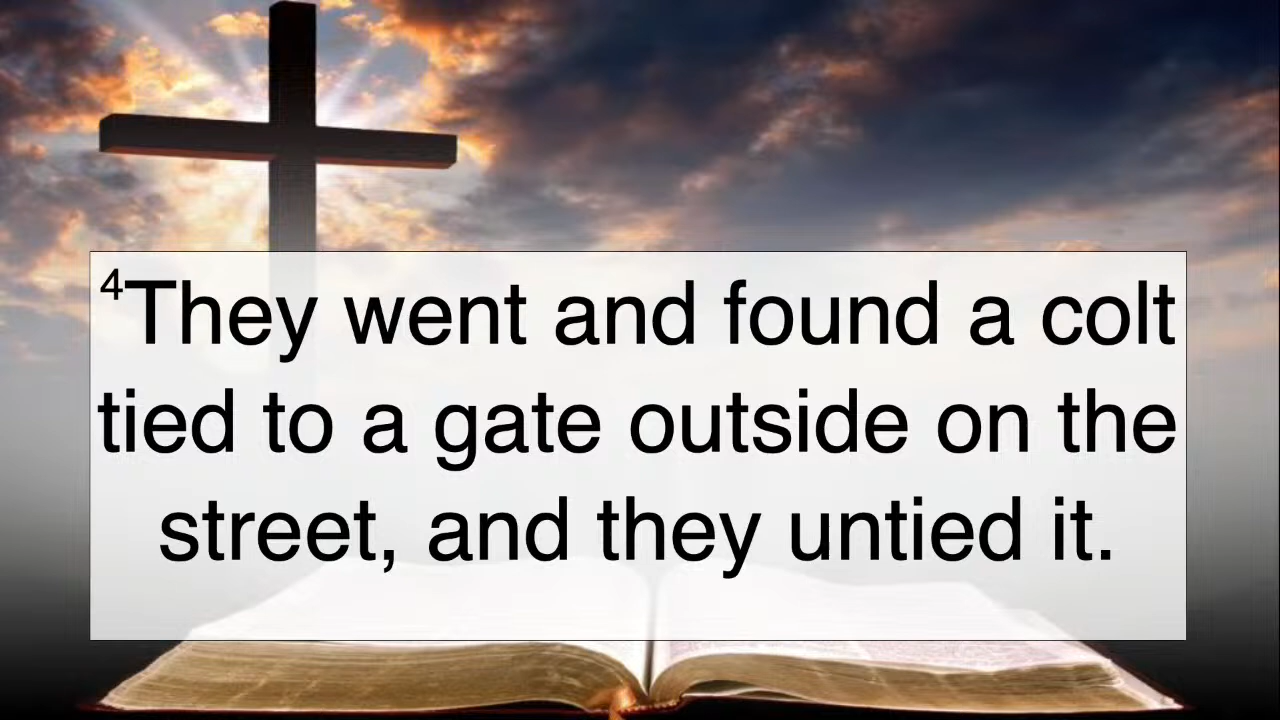 ⁴They went and found a colt
tied to a gate outside on the
street, and they untied it.